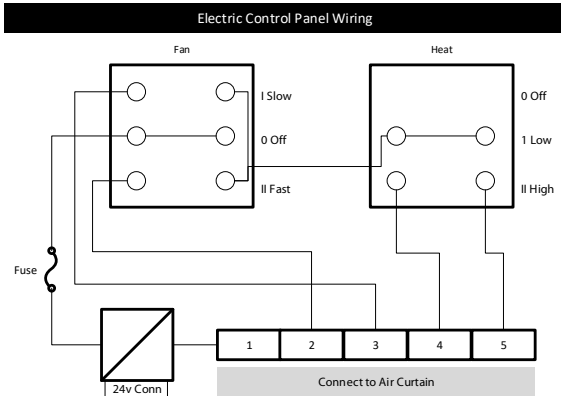 Electric Control Panel Wiring
Fan
Heat
I Slow
0 Off
II Fast
0 Off
1 Low
II High
Fuse
24v Conn
1
2
3
4
5
Connect to Air Curtain